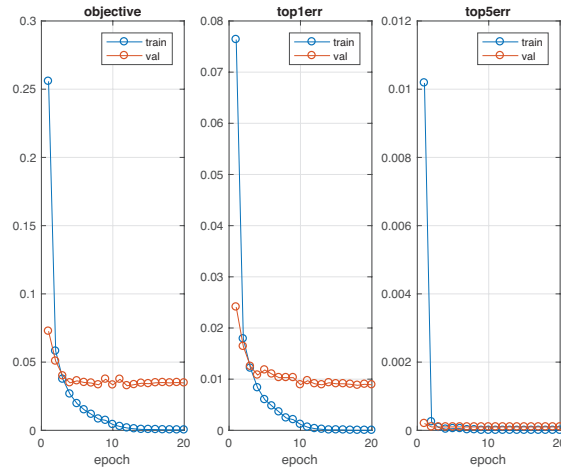 objective
train
val
0.3
0.25
0.2
0.15
0.1
0.05
0
0 10 20
epoch
top1err
train
val
0.08
0.07
0.06
0.05
0.04
0.03
0.02
0.01
0
0 10 20
epoch
top5err
train
val
0.012
0.01
0.008
0.006
0.004
0.002
0
0 10 20
epoch